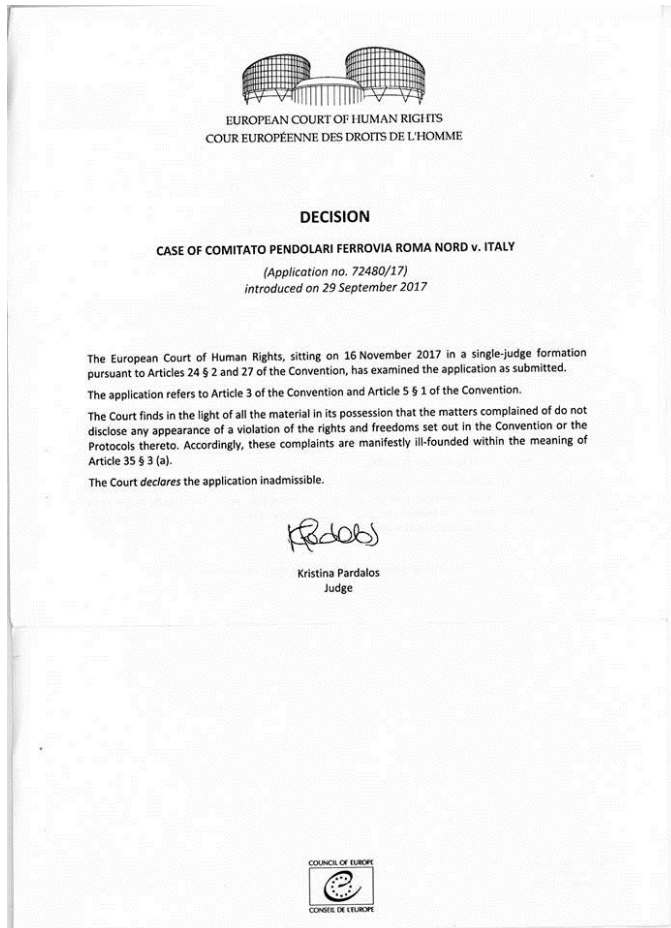 EUROPEAN COURT OF HUMAN RIGHTS
COUR EUROPÉENNE DES DROITS DE L'HOMME
DECISION
CASE OF COMITATO PENDOLARI FERROVIA ROMA NORD v. ITALY
(Application no. 72480/17)
introduced on 29 September 2017
The European Court of Human Rights, sitting on 16 November 2017 in a single-judge formation
pursuant to Articles 24 § 2 and 27 of the Convention, has examined the application as submitted.
The application refers to Article 3 of the Convention and Article 5 § 1 of the Convention.
The Court finds in the light of all the material in its possession that the matters complained of do not
disclose any appearance of a violation of the rights and freedoms set out in the Convention or the
Protocols thereto. Accordingly, these complaints are manifestly ill-founded within the meaning of
Article 35 § 3 (a).
The Court declares the application inadmissible.
Kristina Pardalos
Judge
COUNCIL OF EUROPE
CONSEIL DE L'EUROPE